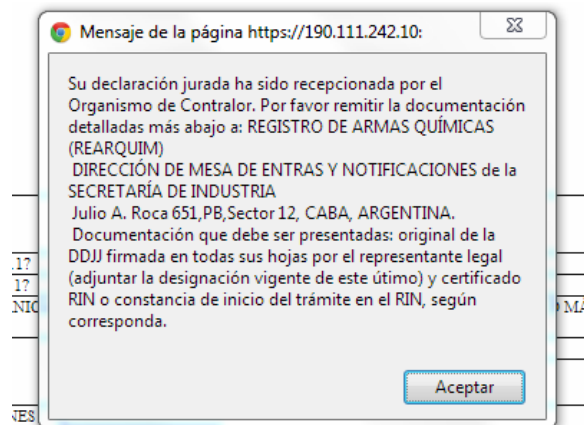 Mensaje de la página https://190.111.242.10:
Su declaración jurada ha sido recepcionada por el
Organismo de Contralor. Por favor remitir la documentación
detalladas más abajo a: REGISTRO DE ARMAS QUÍMICAS
(REARQUIM)
DIRECCIÓN DE MESA DE ENTRAS Y NOTIFICACIONES de la
SECRETARÍA DE INDUSTRIA
Julio A. Roca 651,PB,Sector 12, CABA, ARGENTINA.
Documentación que debe ser presentadas: original de la
DDJJ firmada en todas sus hojas por el representante legal
(adjuntar la designación vigente de este útimo) y certificado
RIN o constancia de inicio del trámite en el RIN, según
corresponda.
Aceptar